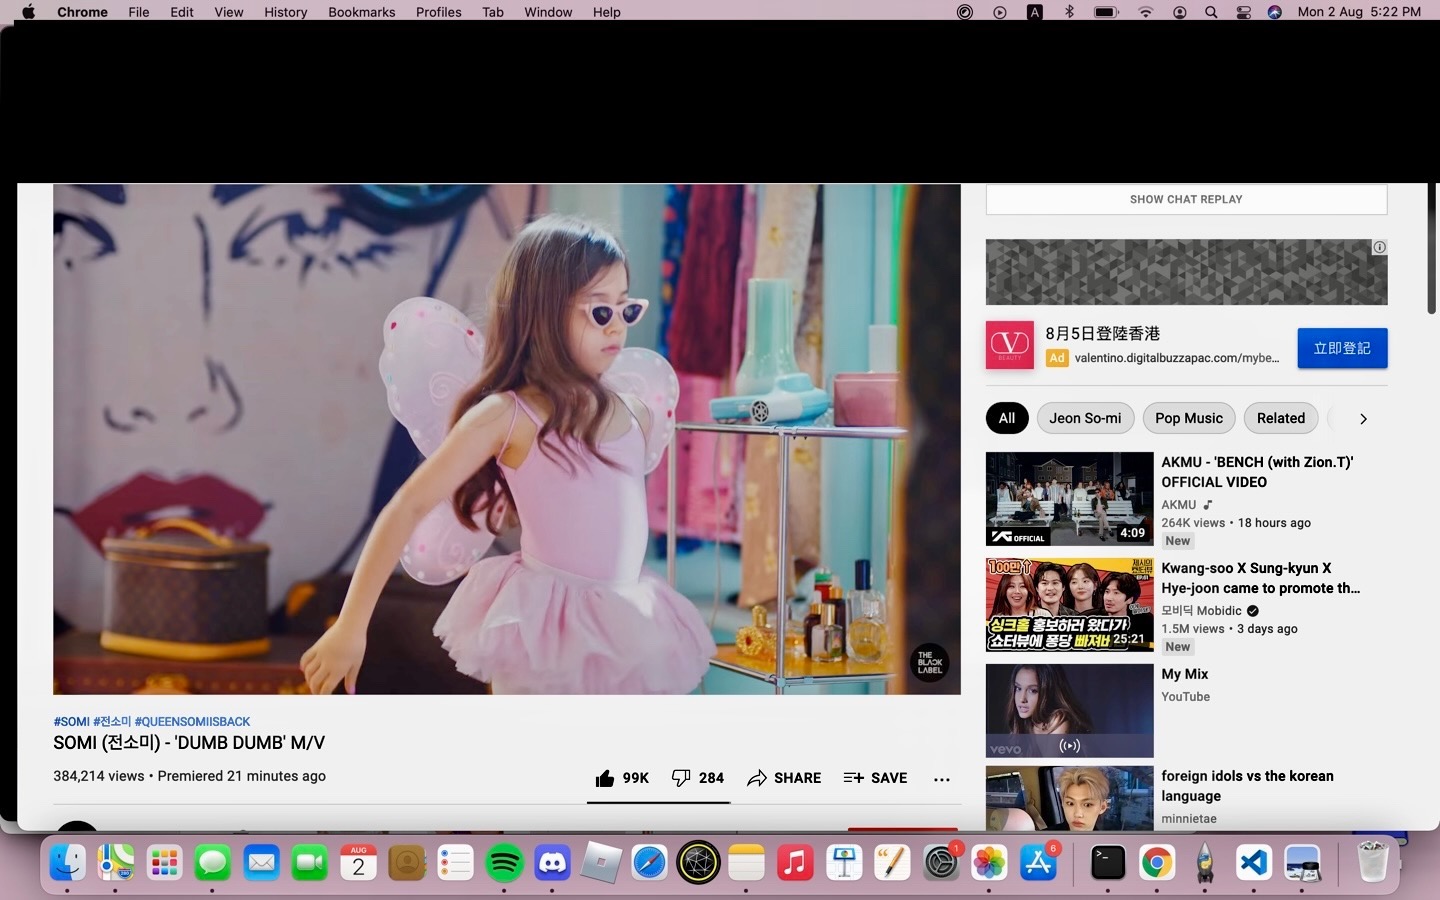 Chrome File Edit View History Bookmarks Profiles Tab Window Help
A
Mon 2 Aug 5:22 PM
THE
BLACK
LABEL
#SOMI #전소미 #QUEENSOMIISBACK
SOMI (전소미) - 'DUMB DUMB' M/V
384,214 views • Premiered 21 minutes ago
99K 284 SHARE SAVE ...
SHOW CHAT REPLAY
V
BEAUTY
8月5日登陸香港
Ad valentino.digitalbuzzapac.com/mybe...
立即登記
All Jeon So-mi Pop Music Related
YG OFFICIAL
4:09
AKMU - 'BENCH (with Zion.T)'
OFFICIAL VIDEO
AKMU
264K views • 18 hours ago
New
100만↑
싱크홀 홍보하러 왔다가
쇼터뷰에 퐁당 빠져버
25:21
Kwang-soo X Sung-kyun X
Hye-joon came to promote th...
모비딕 Mobidic
1.5M views • 3 days ago
New
vevo
My Mix
YouTube
foreign idols vs the korean
language
minnietae
AUG
2
1
6
>_